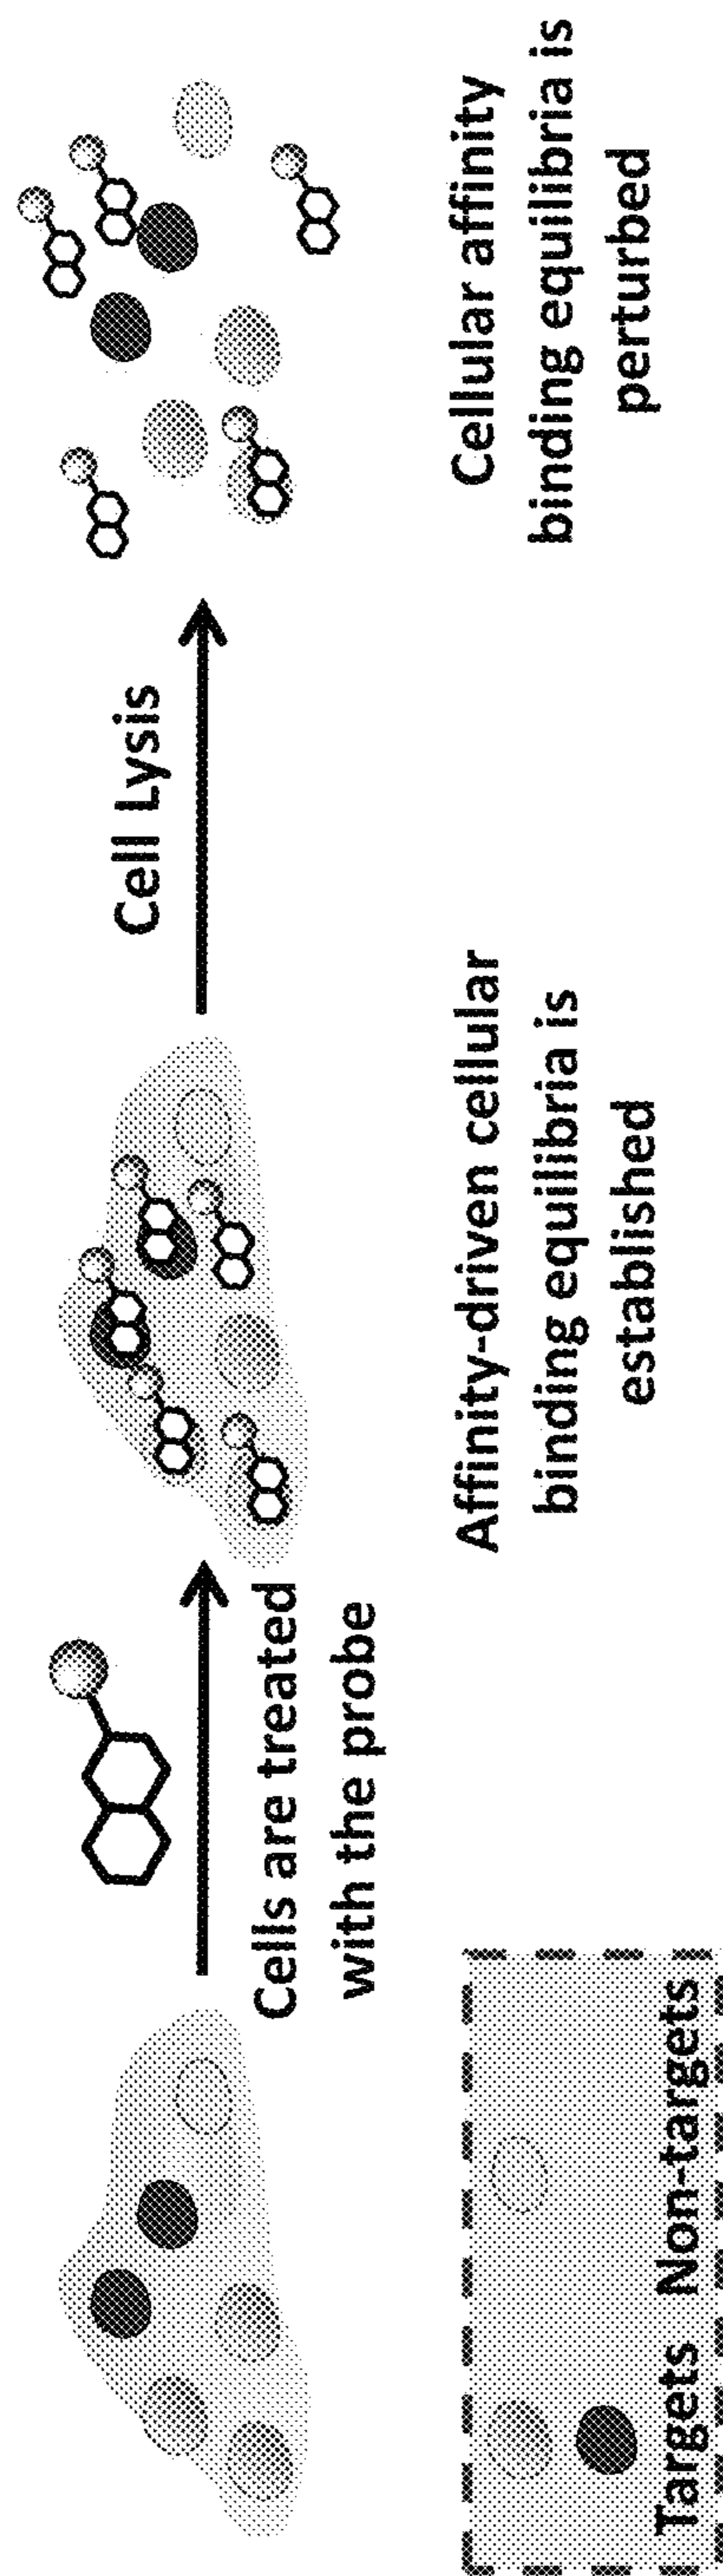 Cells are treated
with the probe
Cell Lysis
Affinity-driven cellular
binding equilibria is
established
Cellular affinity
binding equilibria is
perturbed
Targets Non-targets